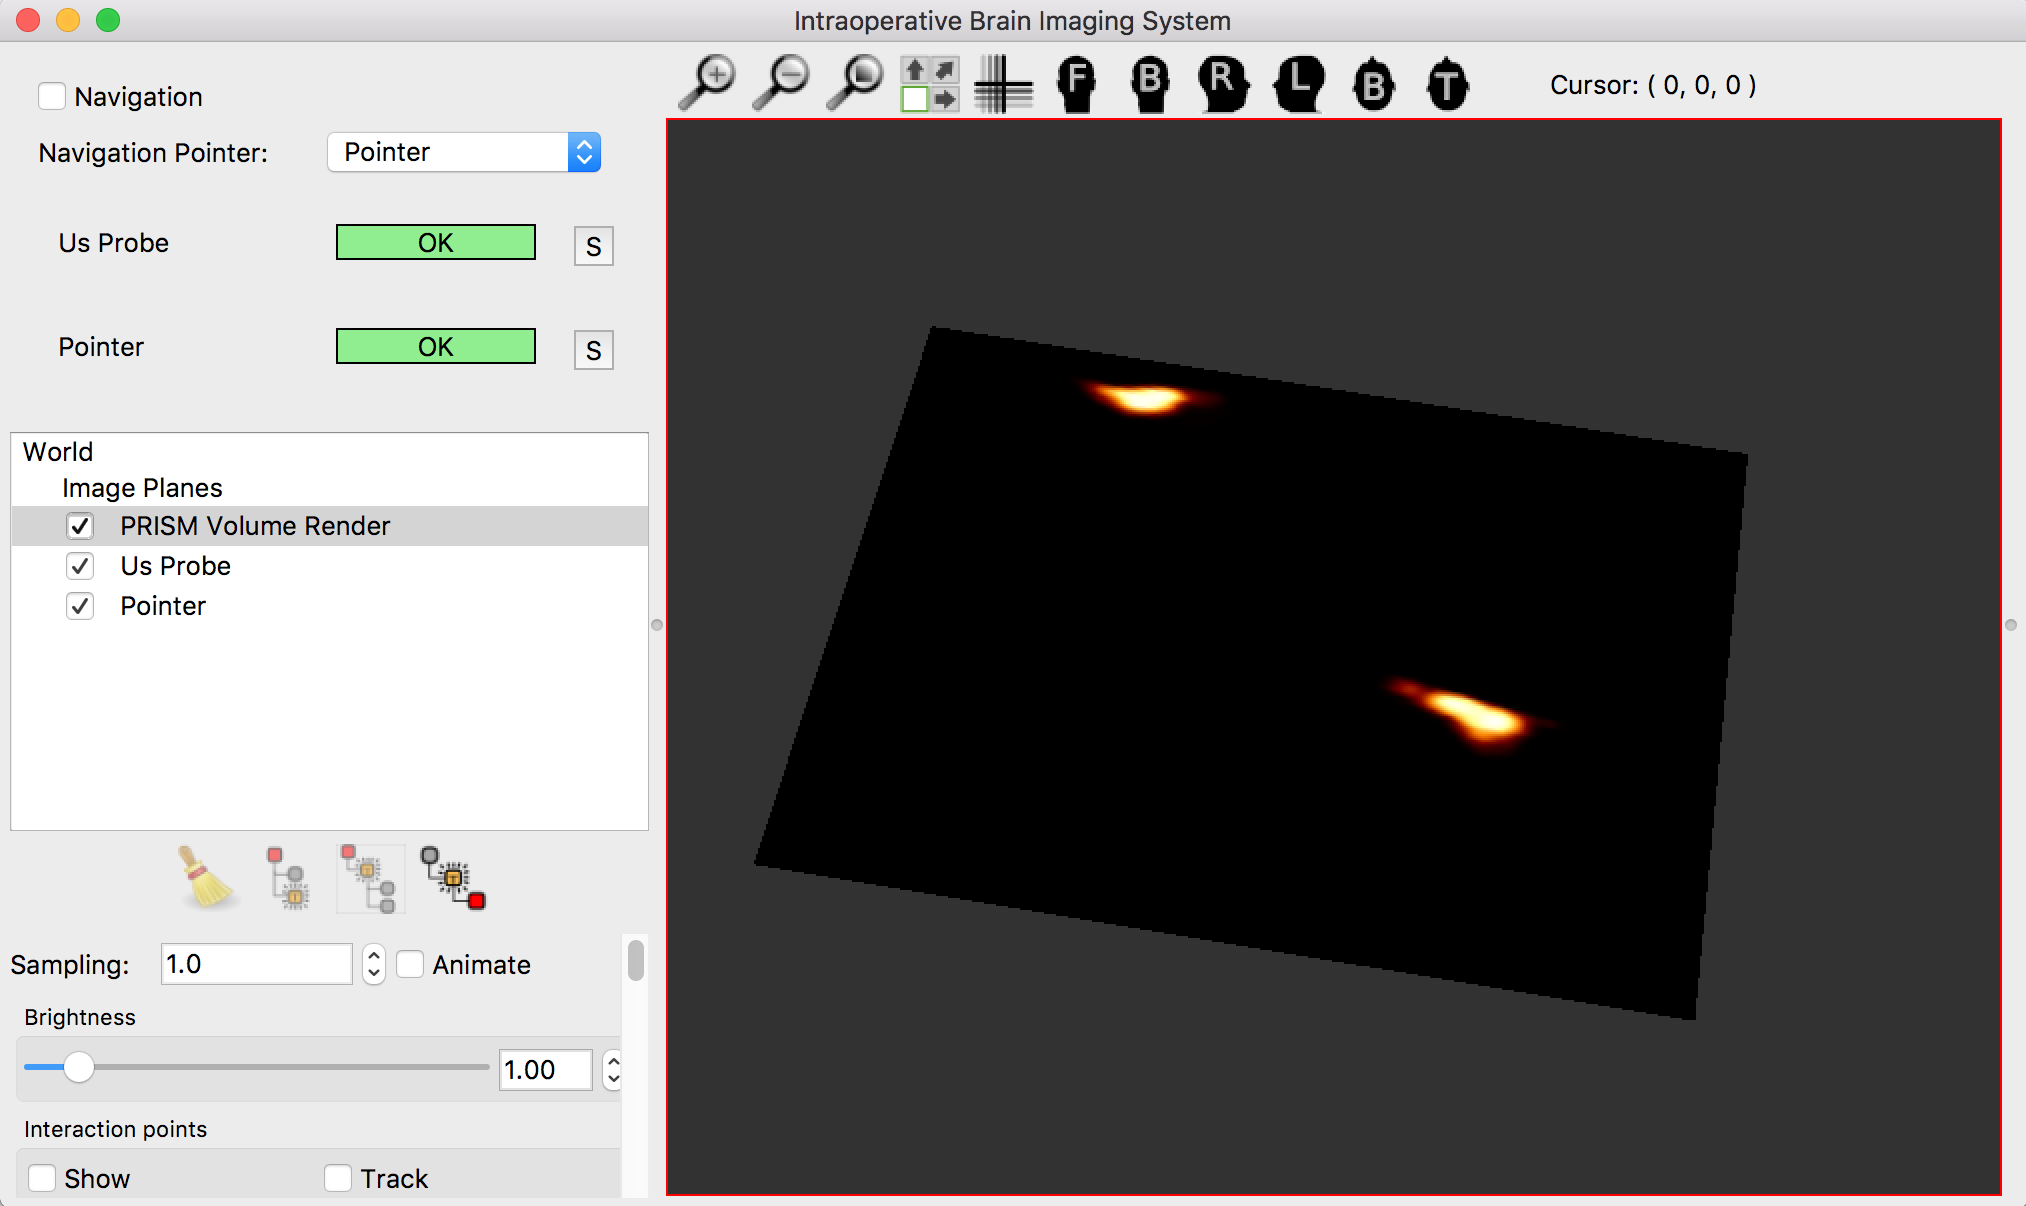 Intraoperative Brain Imaging System
Navigation
F B R L B T
Cursor: ( 0, 0, 0 )
Navigation Pointer: Pointer
Us Probe OK S
Pointer OK S
World
Image Planes
PRISM Volume Render
Us Probe
Pointer
Sampling: 1.0 Animate
Brightness
1.00
Interaction points
Show Track